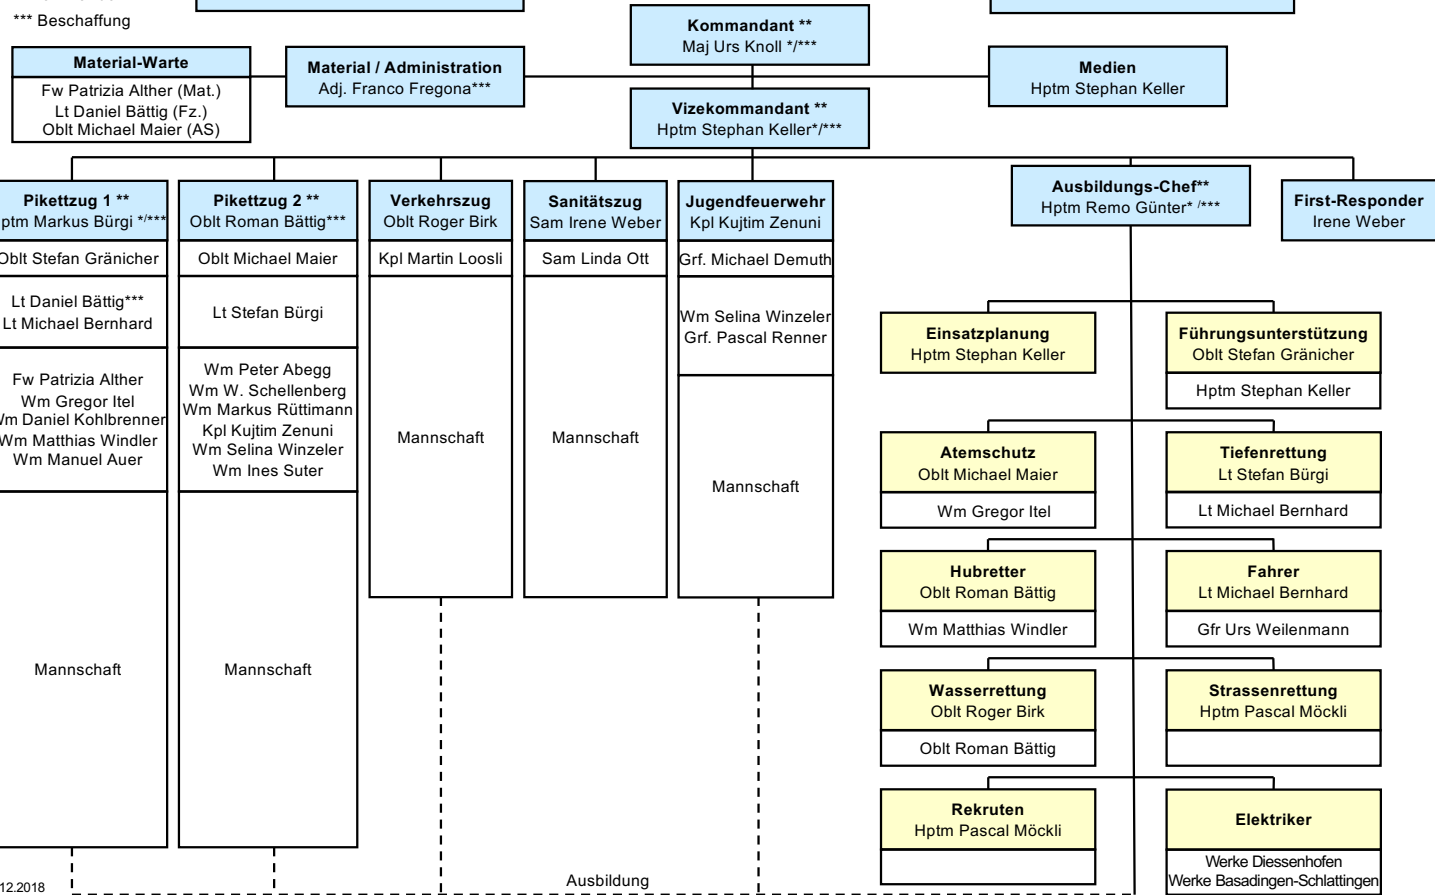 *** Beschaffung
Kommandant **
Maj Urs Knoll */***
Material-Warte
Fw Patrizia Alther (Mat.)
Lt Daniel Bättig (Fz.)
Oblt Michael Maier (AS)
Material / Administration
Adj. Franco Fregona***
Medien
Hptm Stephan Keller
Vizekommandant **
Hptm Stephan Keller*/***
Pikettzug 1 **
ptm Markus Bürgi */***
Oblt Stefan Gränicher
Lt Daniel Bättig***
Lt Michael Bernhard
Fw Patrizia Alther
Wm Gregor Itel
Wm Daniel Kohlbrenner
Wm Matthias Windler
Wm Manuel Auer
Mannschaft
Pikettzug 2 **
Oblt Roman Bättig***
Oblt Michael Maier
Lt Stefan Bürgi
Wm Peter Abegg
Wm W. Schellenberg
Wm Markus Rüttimann
Kpl Kujtim Zenuni
Wm Selina Winzeler
Wm Ines Suter
Mannschaft
Verkehrszug
Oblt Roger Birk
Kpl Martin Loosli
Mannschaft
Sanitätszug
Sam Irene Weber
Sam Linda Ott
Mannschaft
Jugendfeuerwehr
Kpl Kujtim Zenuni
Grf. Michael Demuth
Wm Selina Winzeler
Grf. Pascal Renner
Mannschaft
Ausbildungs-Chef**
Hptm Remo Günter* /***
First-Responder
Irene Weber
Einsatzplanung
Hptm Stephan Keller
Führungsunterstützung
Oblt Stefan Gränicher
Hptm Stephan Keller
Atemschutz
Oblt Michael Maier
Wm Gregor Itel
Tiefenrettung
Lt Stefan Bürgi
Lt Michael Bernhard
Hubretter
Oblt Roman Bättig
Wm Matthias Windler
Fahrer
Lt Michael Bernhard
Gfr Urs Weilenmann
Wasserrettung
Oblt Roger Birk
Oblt Roman Bättig
Strassenrettung
Hptm Pascal Möckli
Rekruten
Hptm Pascal Möckli
Elektriker
Werke Diessenhofen
Werke Basadingen-Schlattingen
Ausbildung
12.2018